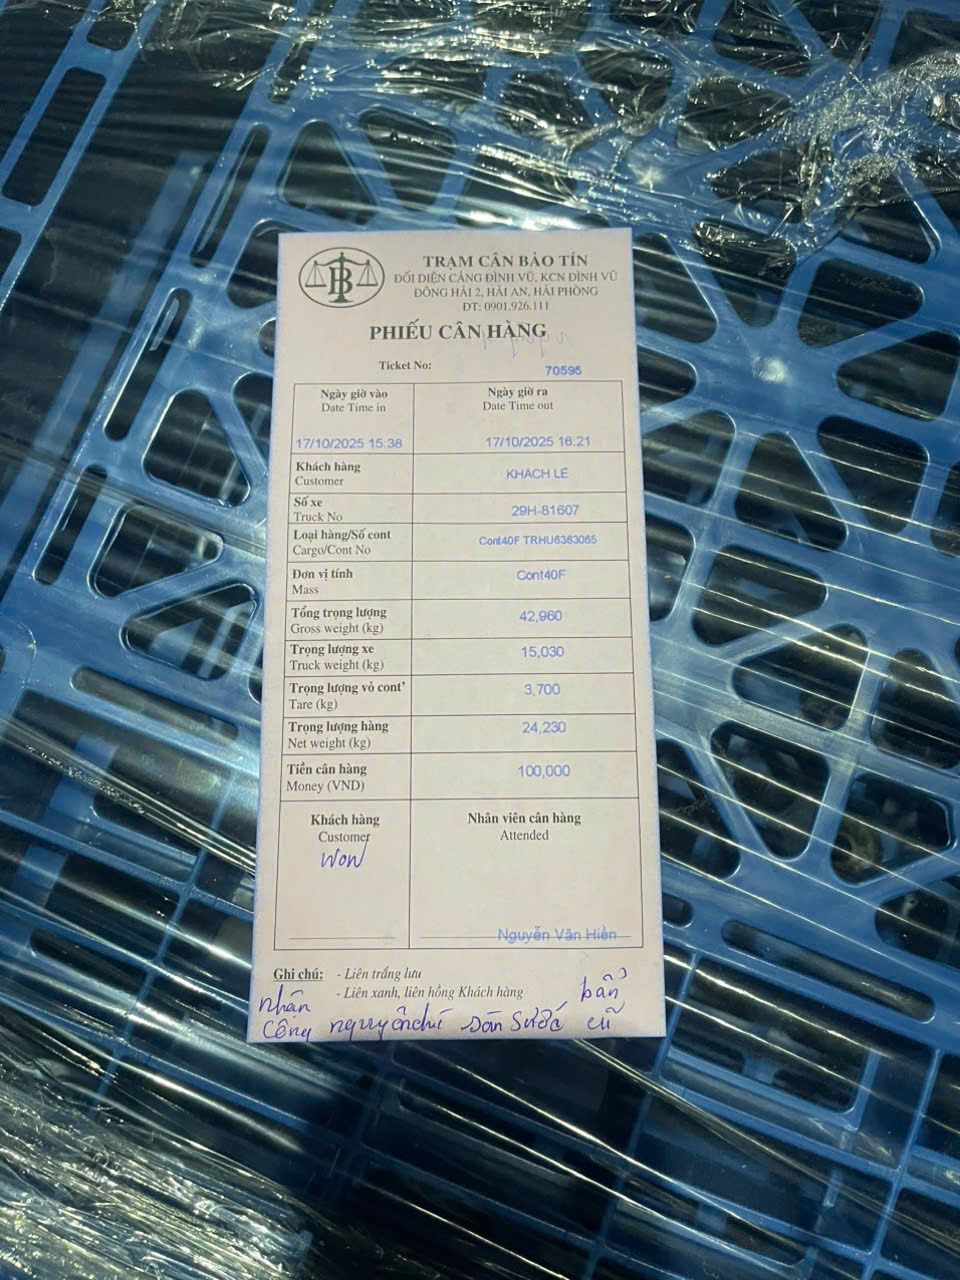 TRẠM CÂN BẢO TÍN
ĐỐI DIỆN CẢNG ĐÌNH VŨ, KCN ĐÌNH VŨ
ĐÔNG HẢI 2, HẢI AN, HẢI PHÒNG
ĐT: 0901.926.111
PHIẾU CÂN HÀNG
Ticket No: 70595
Ngày giờ vào Ngày giờ ra
Date Time in Date Time out
17/10/2025 15:38 17/10/2025 16:21
Khách hàng KHÁCH LẺ
Customer
Số xe 29H-81607
Truck No
Loại hàng/Số cont Cont40F TRHU6363065
Cargo/Cont No
Đơn vị tính Cont40F
Mass
Tổng trọng lượng 42,960
Gross weight (kg)
Trọng lượng xe 15,030
Truck weight (kg)
Trọng lượng vỏ cont' 3,700
Tare (kg)
Trọng lượng hàng 24,230
Net weight (kg)
Tiền cân hàng 100,000
Money (VND)
Khách hàng Nhân viên cân hàng
Customer Attended
Won
Nguyễn Văn Hiền
Ghi chú: - Liên trắng lưu
- Liên xanh, liên hồng Khách hàng
nhận bẩn
công nguyên chì sàn cũ